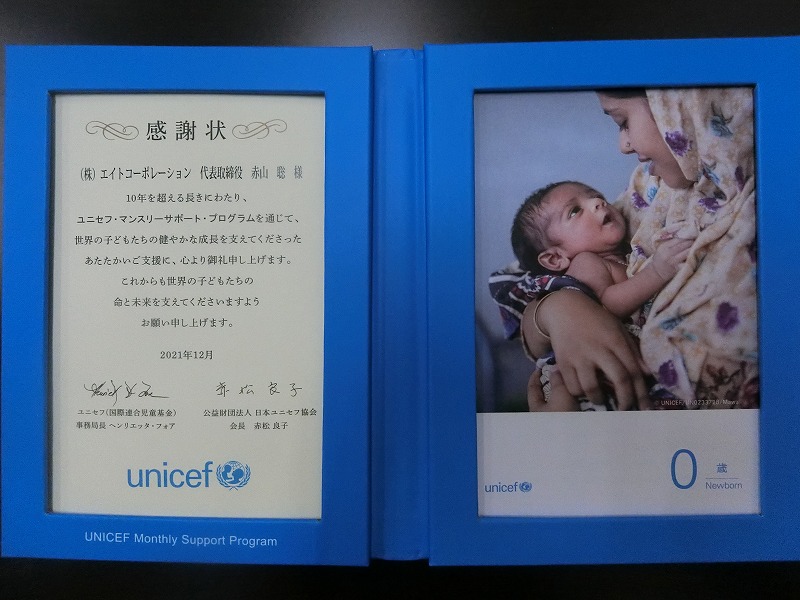 感謝状
(株) エイトコーポレーション 代表取締役 赤山 聡 様
10年を超える長きにわたり、
ユニセフ・マンスリーサポート・プログラムを通じて、
世界の子どもたちの健やかな成長を支えてくださった
あたたかいご支援に、心より御礼申し上げます。
これからも世界の子どもたちの
命と未来を支えてくださいますよう
お願い申し上げます。
2021年12月
赤松良子
ユニセフ(国際連合児童基金)
事務局長 ヘンリエッタ・フォア
公益財団法人 日本ユニセフ協会
会長 赤松 良子
unicef
UNICEF Monthly Support Program
© UNICEF/UN0233738/
unicef
0歳
Newborn